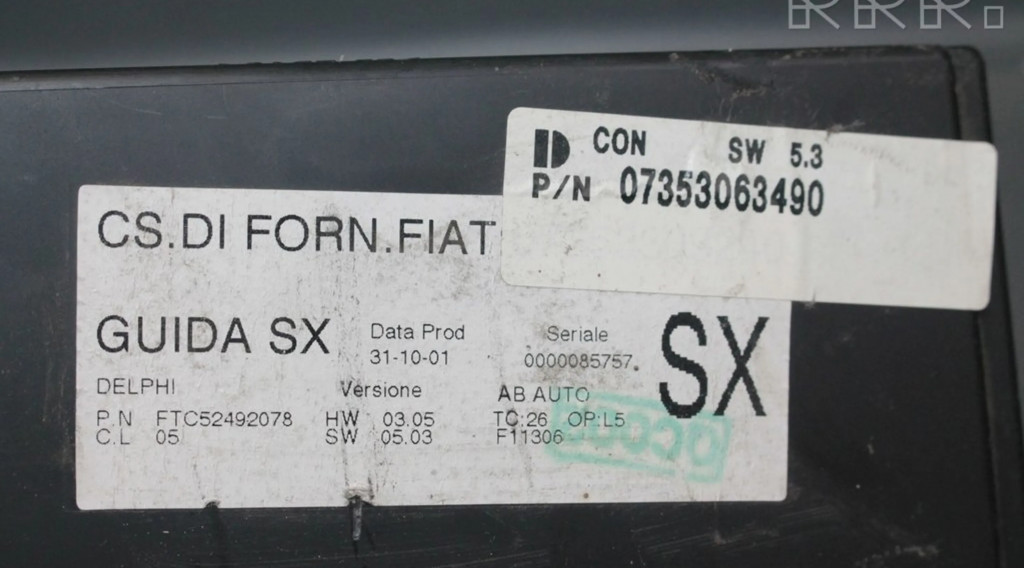 RRR.
D CON SW 5.3
P/N 07353063490
CS.DI FORN.FIAT
GUIDA SX
Data Prod
31-10-01
Seriale
0000085757.
SX
DELPHI
Versione
AB AUTO
P.N FTC52492078 HW 03.05 TC:26 OP:L5
C.L 05 SW 05.03 F11306